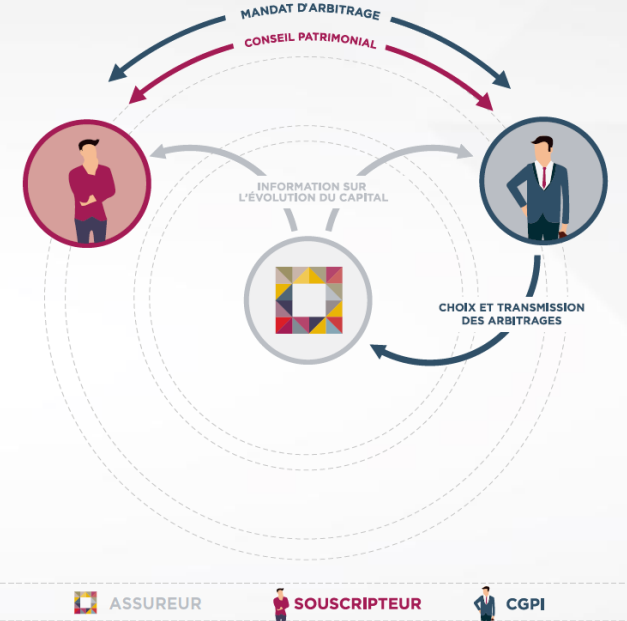 MANDAT D'ARBITRAGE
CONSEIL PATRIMONIAL
INFORMATION SUR
L'ÉVOLUTION DU CAPITAL
CHOIX ET TRANSMISSION
DES ARBITRAGES
ASSUREUR
SOUSCRIPTEUR
CGPI